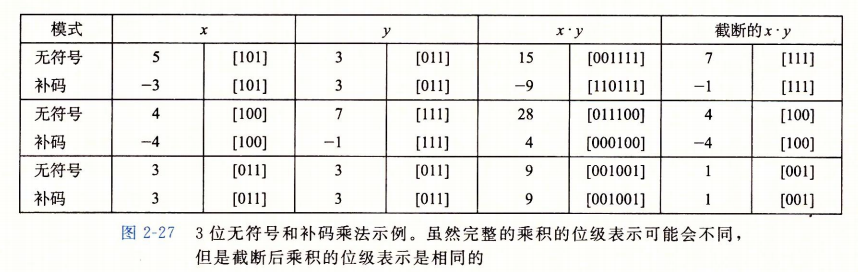 模式 x y x·y 截断的x·y
无符号 5 [101] 3 [011] 15 [001111] 7 [111]
补码 −3 [101] 3 [011] −9 [110111] −1 [111]
无符号 4 [100] 7 [111] 28 [011100] 4 [100]
补码 −4 [100] −1 [111] 4 [000100] −4 [100]
无符号 3 [011] 3 [011] 9 [001001] 1 [001]
补码 3 [011] 3 [011] 9 [001001] 1 [001]
图 2-27 3 位无符号和补码乘法示例。虽然完整的乘积的位级表示可能会不同，
但是截断后乘积的位级表示是相同的